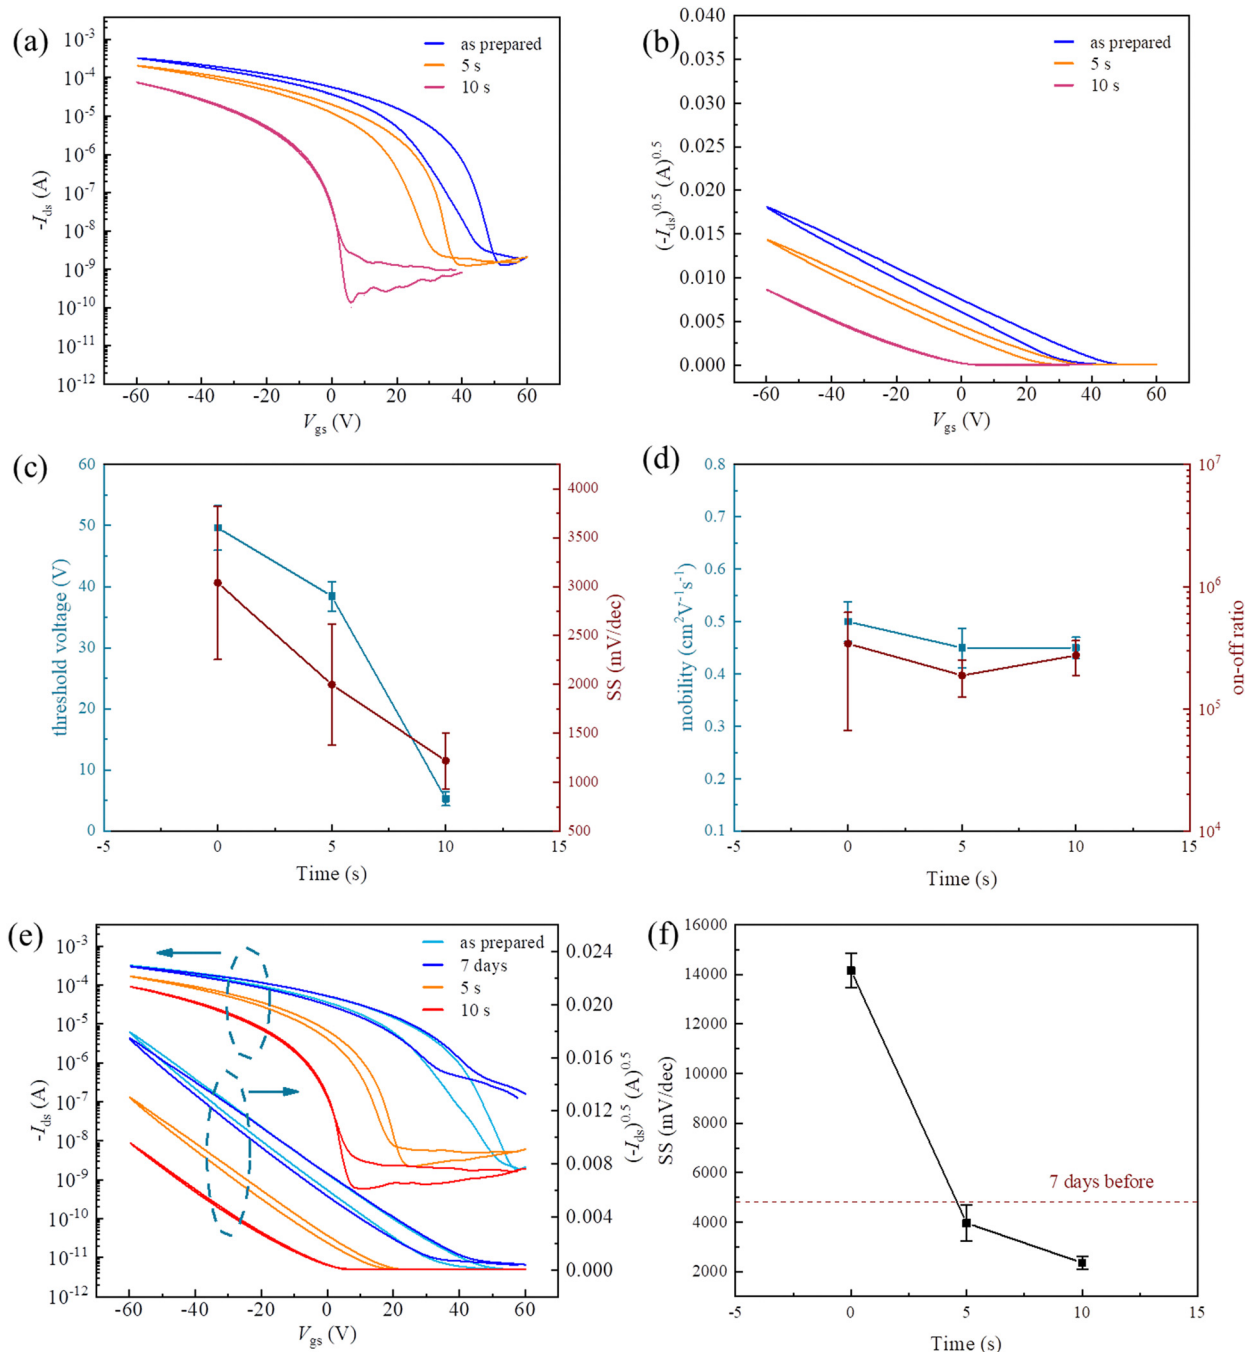 (a)
as prepared
5 s
10 s
10⁻³
10⁻⁴
10⁻⁵
10⁻⁶
10⁻⁷
10⁻⁸
10⁻⁹
10⁻¹⁰
10⁻¹¹
10⁻¹²
-I_ds (A)
-60 -40 -20 0 20 40 60
V_gs (V)
(b)
as prepared
5 s
10 s
0.040
0.035
0.030
0.025
0.020
0.015
0.010
0.005
0.000
(-I_ds)^0.5 (A)^0.5
-60 -40 -20 0 20 40 60
V_gs (V)
(c)
60
50
40
30
20
10
0
threshold voltage (V)
4000
3500
3000
2500
2000
1500
1000
500
SS (mV/dec)
-5 0 5 10 15
Time (s)
(d)
0.8
0.7
0.6
0.5
0.4
0.3
0.2
0.1
mobility (cm²V⁻¹s⁻¹)
10⁷
10⁶
10⁵
10⁴
on-off ratio
-5 0 5 10 15
Time (s)
(e)
as prepared
7 days
5 s
10 s
10⁻³
10⁻⁴
10⁻⁵
10⁻⁶
10⁻⁷
10⁻⁸
10⁻⁹
10⁻¹⁰
10⁻¹¹
10⁻¹²
-I_ds (A)
0.024
0.020
0.016
0.012
0.008
0.004
0.000
(-I_ds)^0.5 (A)^0.5
-60 -40 -20 0 20 40 60
V_gs (V)
(f)
16000
14000
12000
10000
8000
6000
4000
2000
SS (mV/dec)
7 days before
-5 0 5 10 15
Time (s)